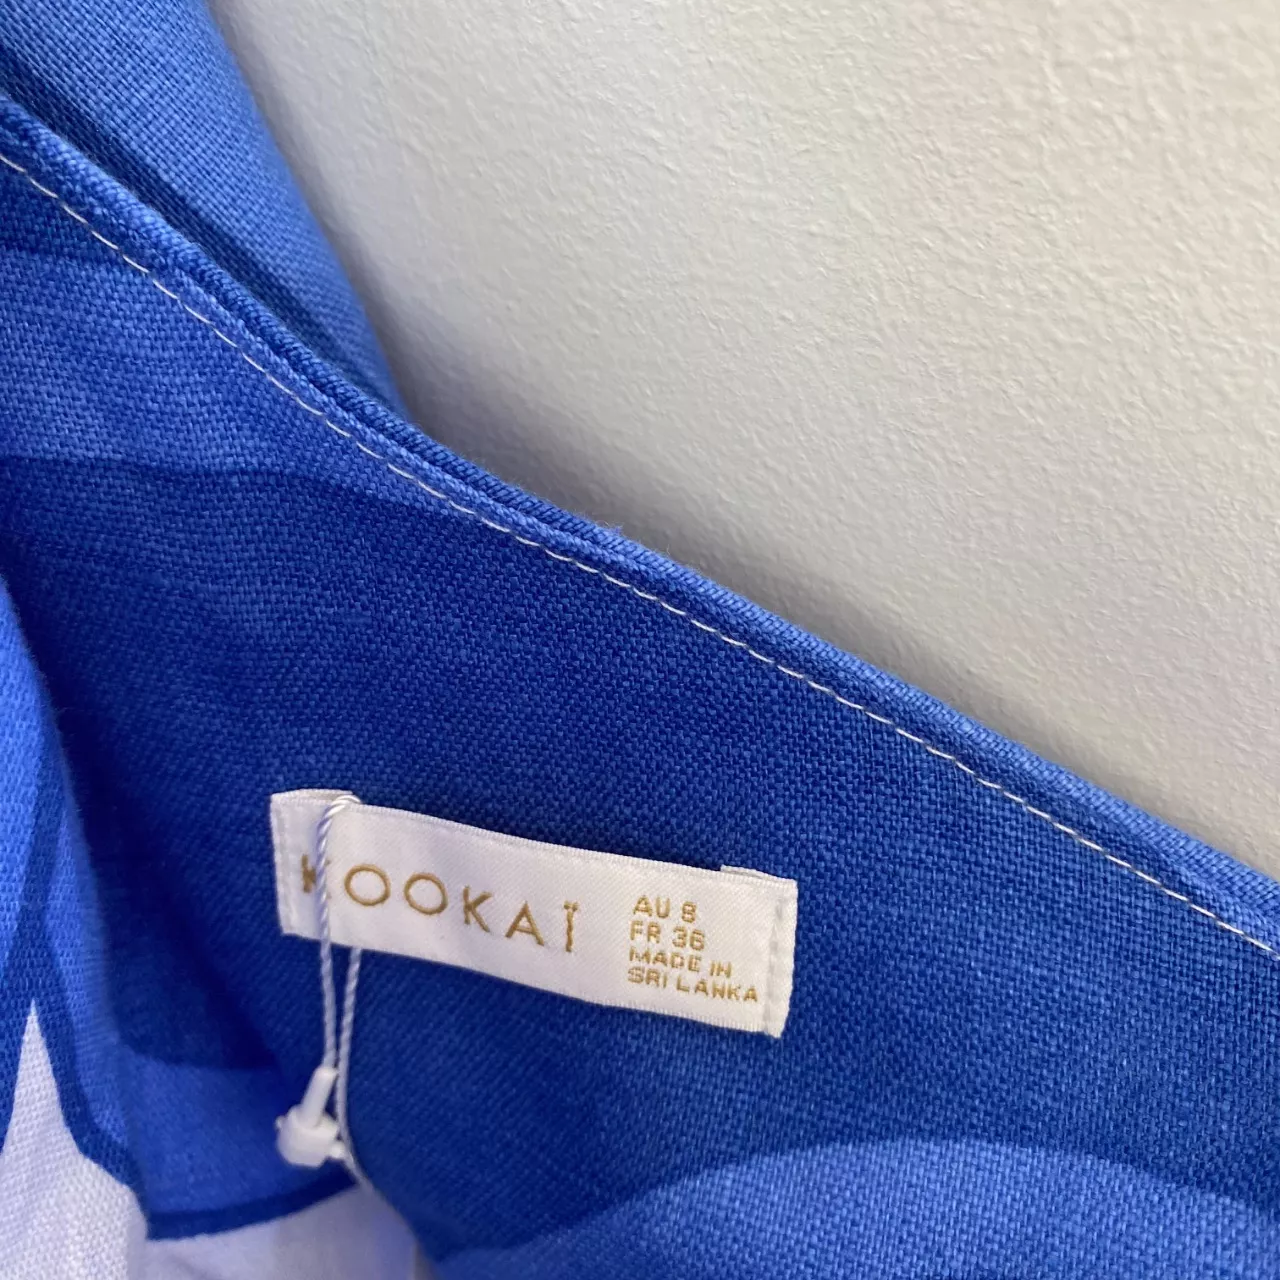 KOOKAÏ
AU 8
FR 36
MADE IN
SRI LANKA